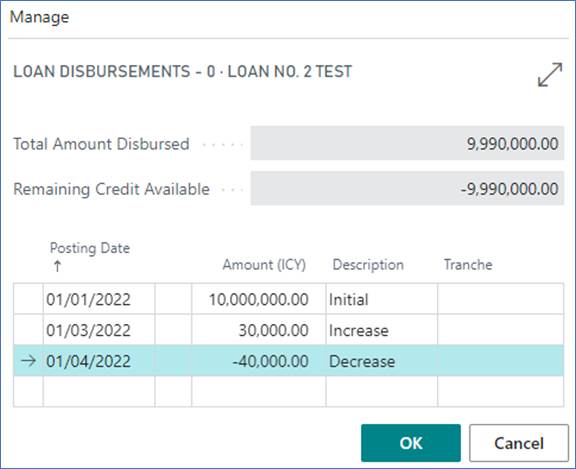 Manage
LOAN DISBURSEMENTS - 0 · LOAN NO. 2 TEST
Total Amount Disbursed · · · · · 9,990,000.00
Remaining Credit Available · · · -9,990,000.00
Posting Date ↑ Amount (ICY) Description Tranche
01/01/2022 10,000,000.00 Initial
01/03/2022 30,000.00 Increase
→ 01/04/2022 -40,000.00 Decrease
OK Cancel